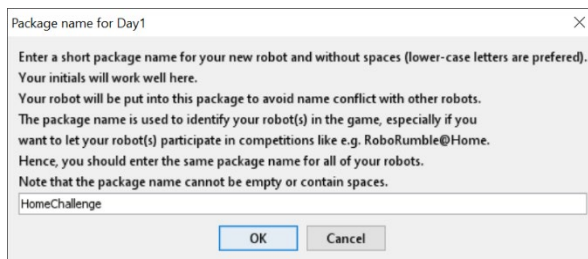 Package name for Day1
Enter a short package name for your new robot and without spaces (lower-case letters are prefered).
Your initials will work well here.
Your robot will be put into this package to avoid name conflict with other robots.
The package name is used to identify your robot(s) in the game, especially if you
want to let your robot(s) participate in competitions like e.g. RoboRumble@Home.
Hence, you should enter the same package name for all of your robots.
Note that the package name cannot be empty or contain spaces.
HomeChallenge
OK Cancel